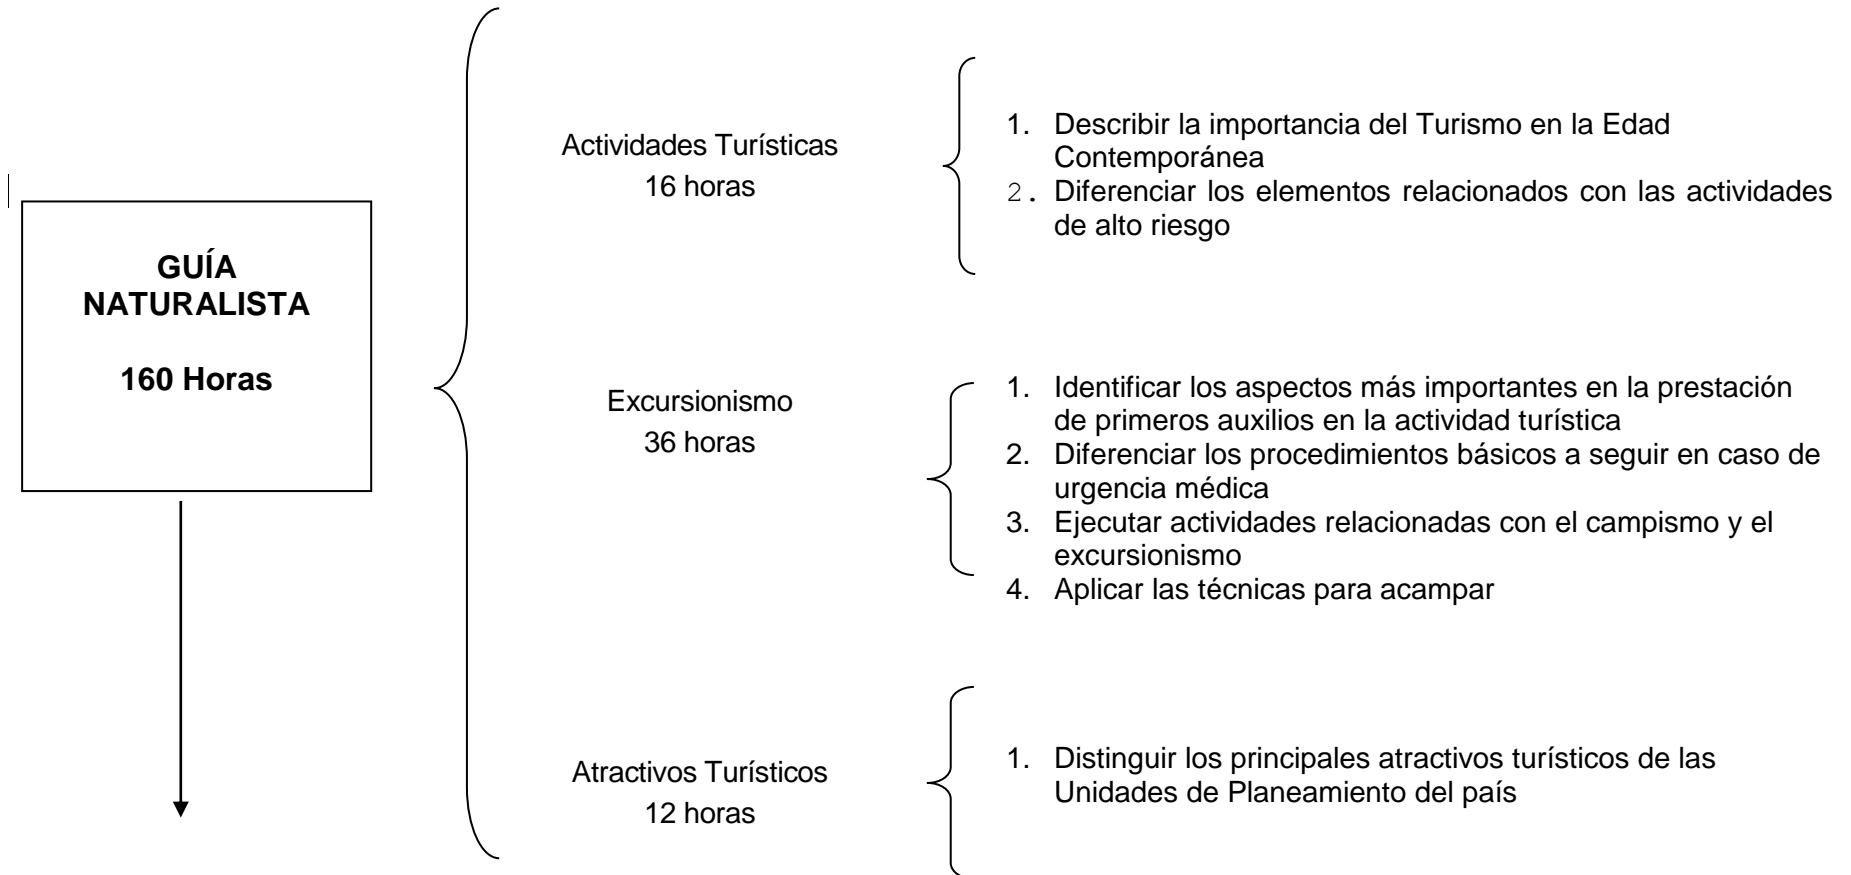 GUÍA
NATURALISTA
160 Horas
Actividades Turísticas
16 horas
1. Describir la importancia del Turismo en la Edad
Contemporánea
2. Diferenciar los elementos relacionados con las actividades
de alto riesgo
Excursionismo
36 horas
1. Identificar los aspectos más importantes en la prestación
de primeros auxilios en la actividad turística
2. Diferenciar los procedimientos básicos a seguir en caso de
urgencia médica
3. Ejecutar actividades relacionadas con el campismo y el
excursionismo
4. Aplicar las técnicas para acampar
Atractivos Turísticos
12 horas
1. Distinguir los principales atractivos turísticos de las
Unidades de Planeamiento del país